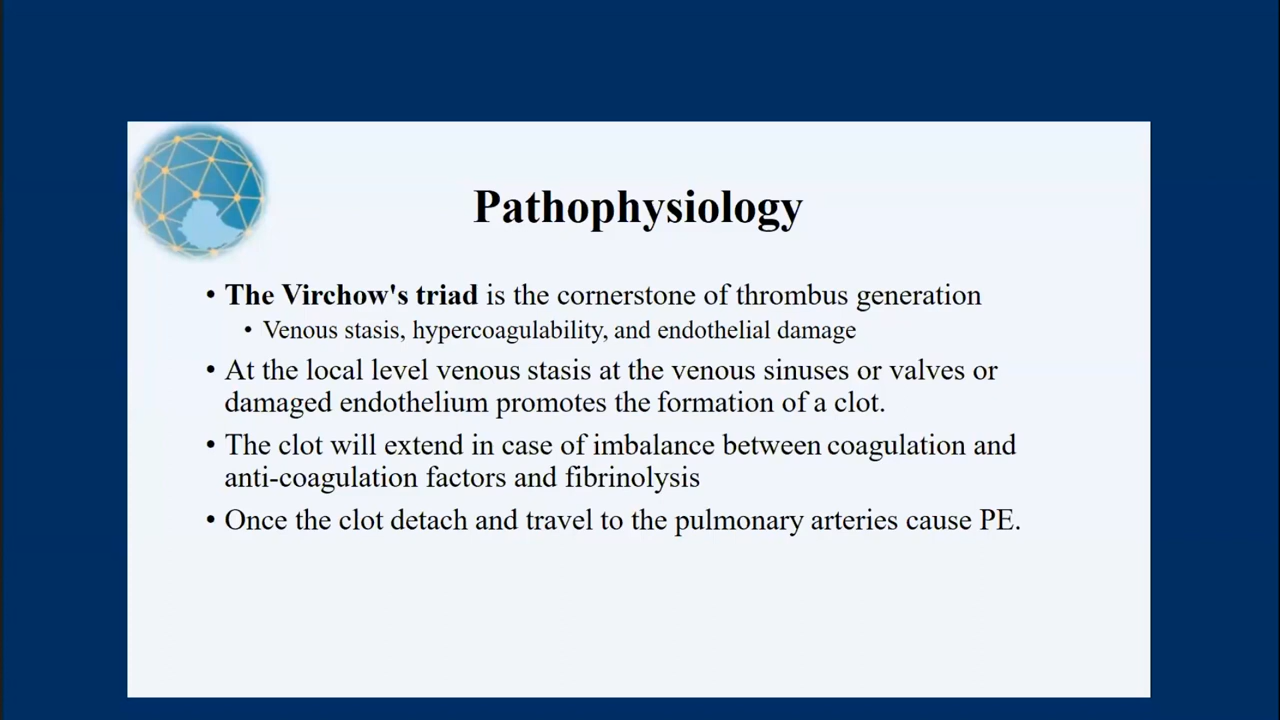 Pathophysiology
• The Virchow's triad is the cornerstone of thrombus generation
• Venous stasis, hypercoagulability, and endothelial damage
• At the local level venous stasis at the venous sinuses or valves or
damaged endothelium promotes the formation of a clot.
• The clot will extend in case of imbalance between coagulation and
anti-coagulation factors and fibrinolysis
• Once the clot detach and travel to the pulmonary arteries cause PE.